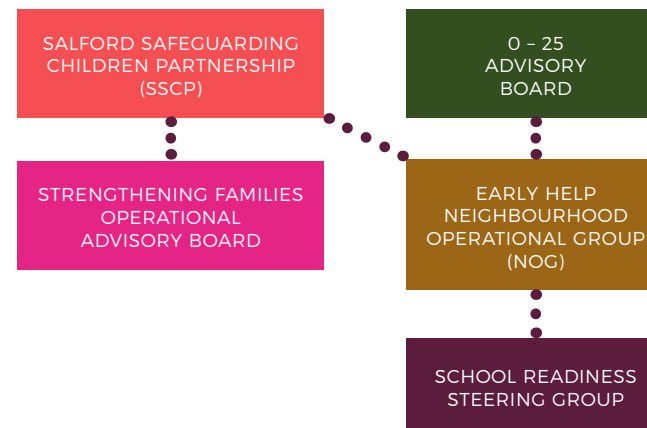 SALFORD SAFEGUARDING
CHILDREN PARTNERSHIP
(SSCP)
0 – 25
ADVISORY
BOARD
STRENGTHENING FAMILIES
OPERATIONAL
ADVISORY BOARD
EARLY HELP
NEIGHBOURHOOD
OPERATIONAL GROUP
(NOG)
SCHOOL READINESS
STEERING GROUP